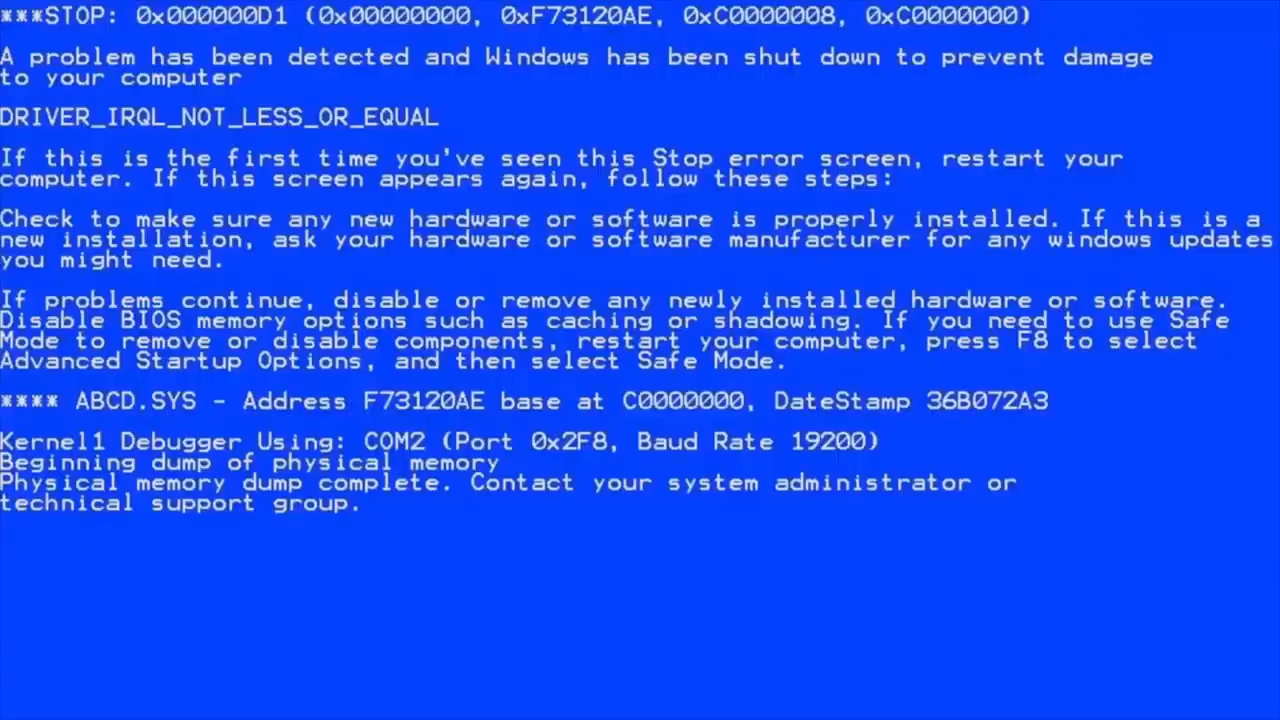 ***STOP: 0x000000D1 (0x00000000, 0xF73120AE, 0xC0000008, 0xC0000000)
A problem has been detected and Windows has been shut down to prevent damage
to your computer
DRIVER_IRQL_NOT_LESS_OR_EQUAL
If this is the first time you've seen this Stop error screen, restart your
computer. If this screen appears again, follow these steps:
Check to make sure any new hardware or software is properly installed. If this is a
new installation, ask your hardware or software manufacturer for any windows updates
you might need.
If problems continue, disable or remove any newly installed hardware or software.
Disable BIOS memory options such as caching or shadowing. If you need to use Safe
Mode to remove or disable components, restart your computer, press F8 to select
Advanced Startup Options, and then select Safe Mode.
**** ABCD.SYS - Address F73120AE base at C0000000, DateStamp 36B072A3
Kernel1 Debugger Using: COM2 (Port 0x2F8, Baud Rate 19200)
Beginning dump of physical memory
Physical memory dump complete. Contact your system administrator or
technical support group.